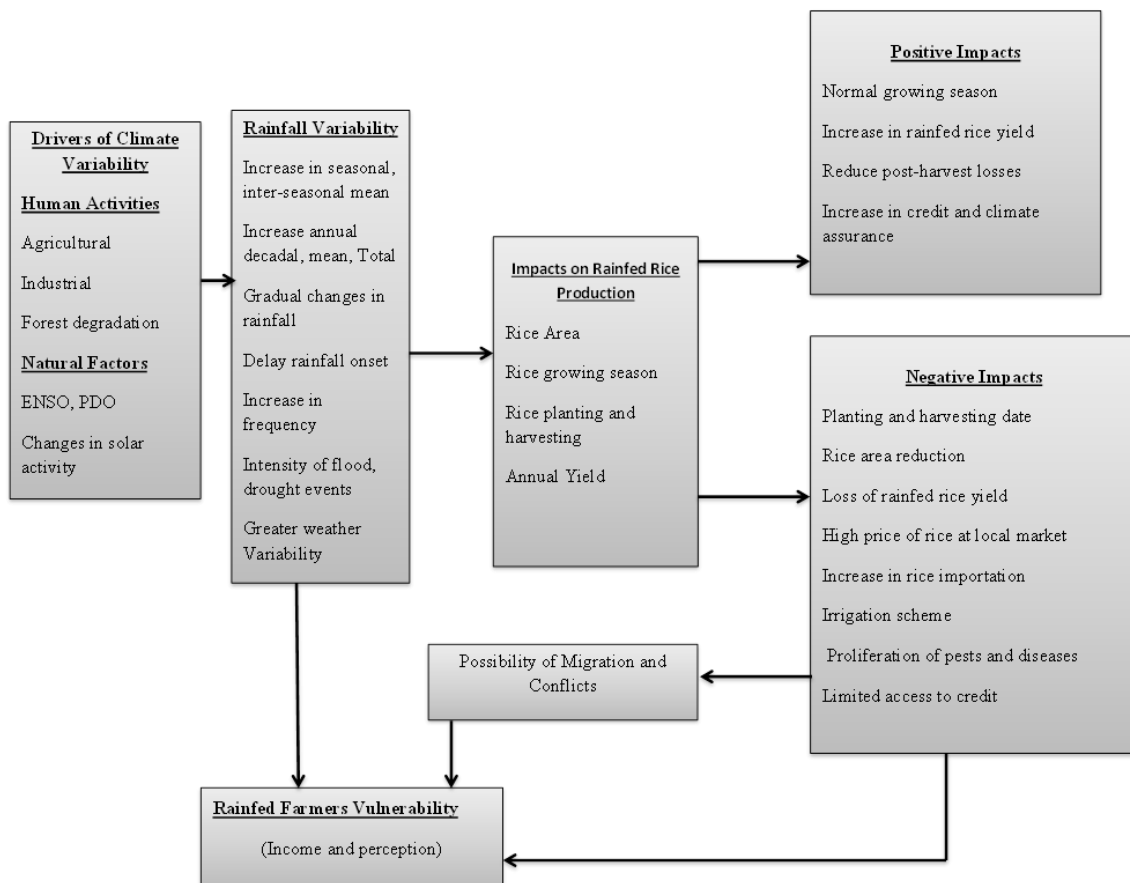 Drivers of Climate
Variability
Human Activities
Agricultural
Industrial
Forest degradation
Natural Factors
ENSO, PDO
Changes in solar
activity
Rainfall Variability
Increase in seasonal,
inter-seasonal mean
Increase annual
decadal, mean, Total
Gradual changes in
rainfall
Delay rainfall onset
Increase in
frequency
Intensity of flood,
drought events
Greater weather
Variability
Impacts on Rainfed Rice
Production
Rice Area
Rice growing season
Rice planting and
harvesting
Annual Yield
Positive Impacts
Normal growing season
Increase in rainfed rice yield
Reduce post-harvest losses
Increase in credit and climate
assurance
Negative Impacts
Planting and harvesting date
Rice area reduction
Loss of rainfed rice yield
High price of rice at local market
Increase in rice importation
Irrigation scheme
Proliferation of pests and diseases
Limited access to credit
Possibility of Migration and
Conflicts
Rainfed Farmers Vulnerability
(Income and perception)